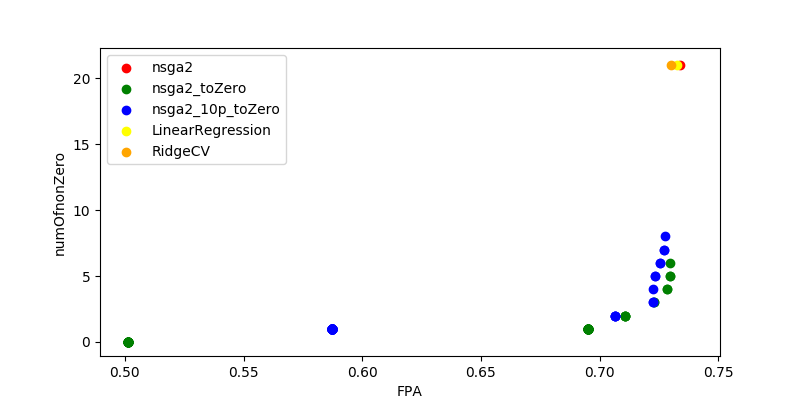 nsga2
nsga2_toZero
nsga2_10p_toZero
LinearRegression
RidgeCV
numOfnonZero
20
15
10
5
0
0.50 0.55 0.60 0.65 0.70 0.75
FPA